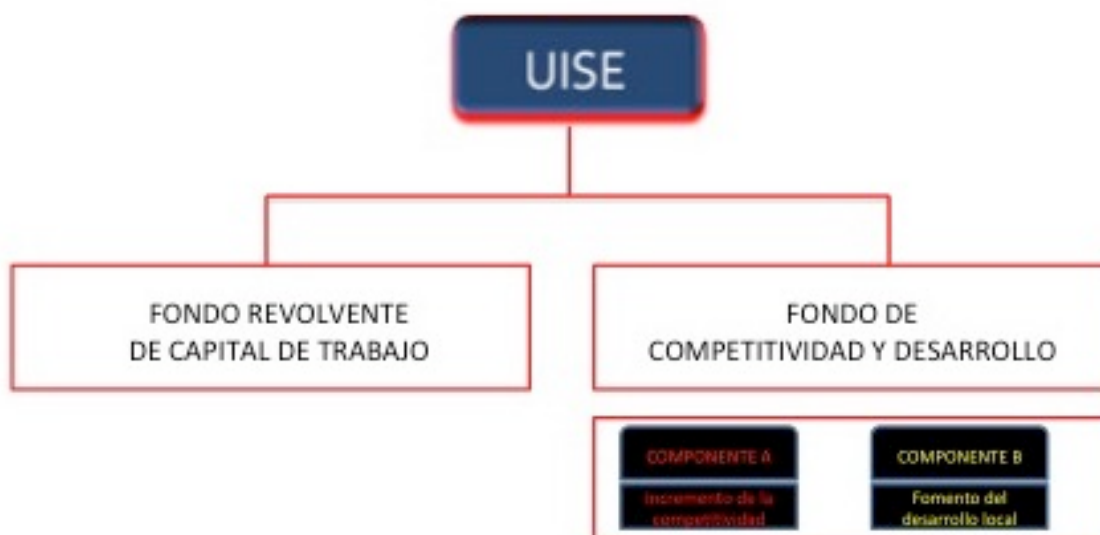 UISE
FONDO REVOLVENTE
DE CAPITAL DE TRABAJO
FONDO DE
COMPETITIVIDAD Y DESARROLLO
COMPONENTE A
Incremento de la
competitividad
COMPONENTE B
Fomento del
desarrollo local